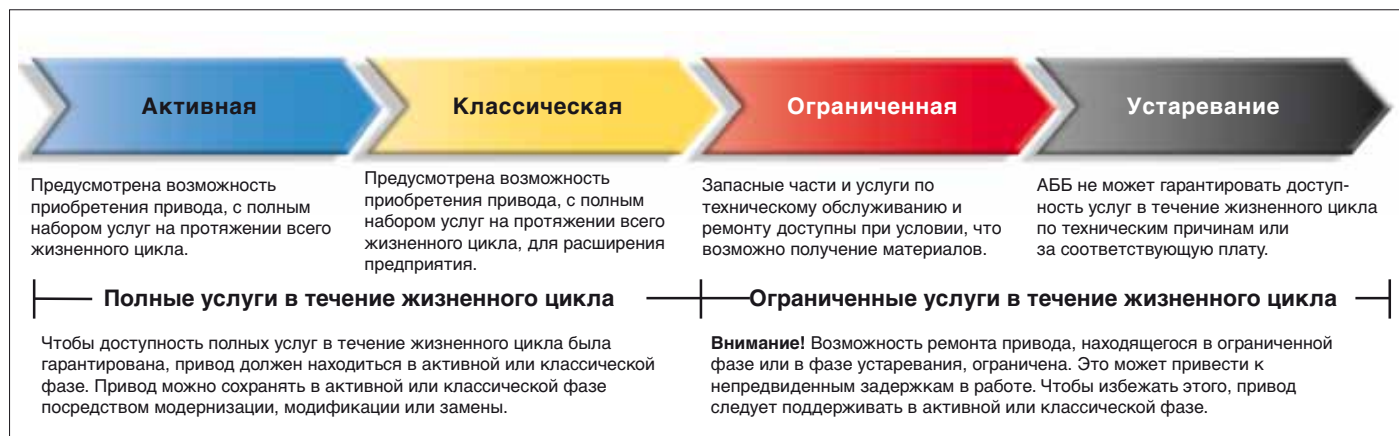 Активная
Классическая
Ограниченная
Устаревание
Предусмотрена возможность
приобретения привода, с полным
набором услуг на протяжении всего
жизненного цикла.
Предусмотрена возможность
приобретения привода, с полным
набором услуг на протяжении всего
жизненного цикла, для расширения
предприятия.
Запасные части и услуги по
техническому обслуживанию и
ремонту доступны при условии, что
возможно получение материалов.
АББ не может гарантировать доступ-
ность услуг в течение жизненного цикла
по техническим причинам или
за соответствующую плату.
Полные услуги в течение жизненного цикла
Ограниченные услуги в течение жизненного цикла
Чтобы доступность полных услуг в течение жизненного цикла была
гарантирована, привод должен находиться в активной или классической
фазе. Привод можно сохранять в активной или классической фазе
посредством модернизации, модификации или замены.
Внимание! Возможность ремонта привода, находящегося в ограниченной
фазе или в фазе устаревания, ограничена. Это может привести к
непредвиденным задержкам в работе. Чтобы избежать этого, привод
следует поддерживать в активной или классической фазе.